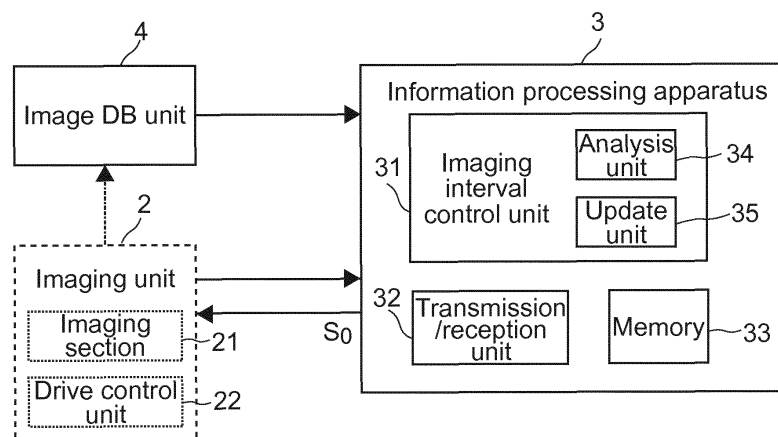 4
Image DB unit
2
Imaging unit
Imaging
section
21
Drive control
unit
22
S0
3
Information processing apparatus
31
Imaging
interval
control unit
Analysis
unit
34
Update
unit
35
32
Transmission
/reception
unit
Memory
33